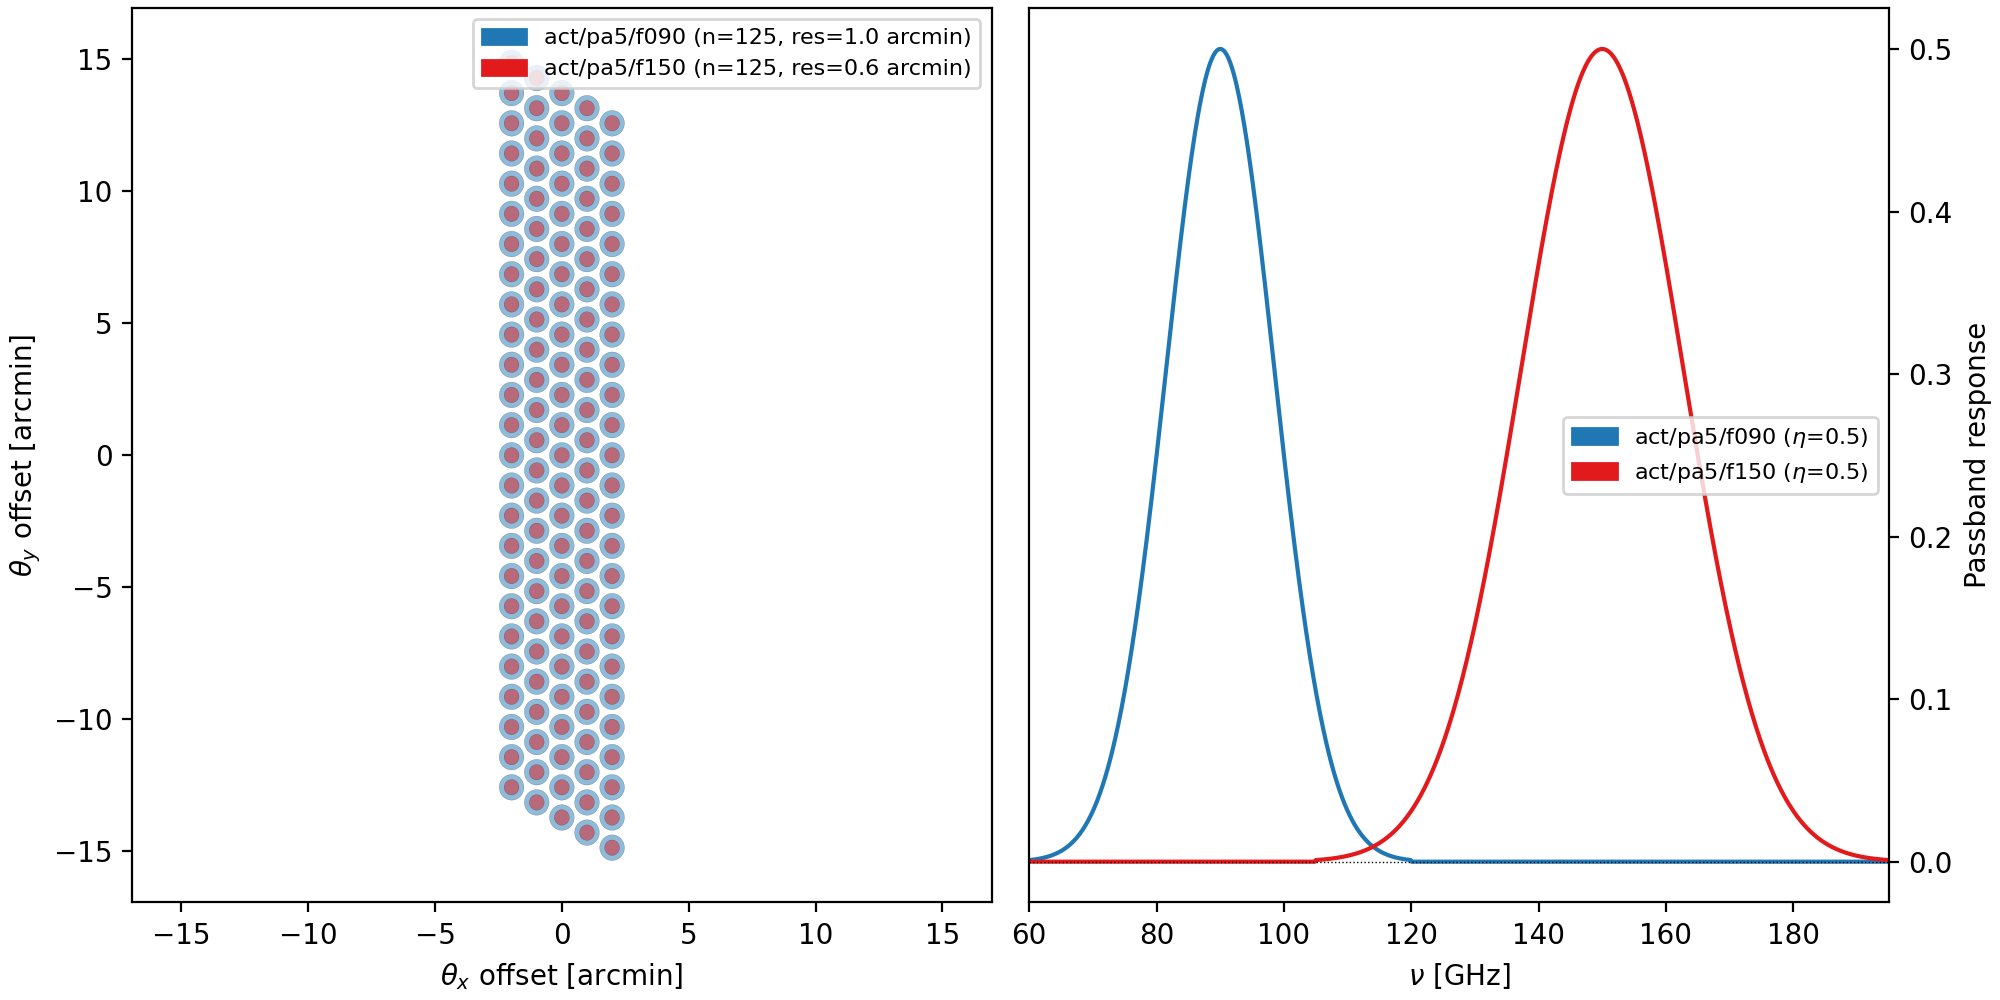 act/pa5/f090 (n=125, res=1.0 arcmin)
act/pa5/f150 (n=125, res=0.6 arcmin)
15
10
5
0
−5
−10
−15
θy offset [arcmin]
−15 −10 −5 0 5 10 15
θx offset [arcmin]
act/pa5/f090 (η=0.5)
act/pa5/f150 (η=0.5)
0.5
0.4
0.3
0.2
0.1
0.0
Passband response
60 80 100 120 140 160 180
ν [GHz]